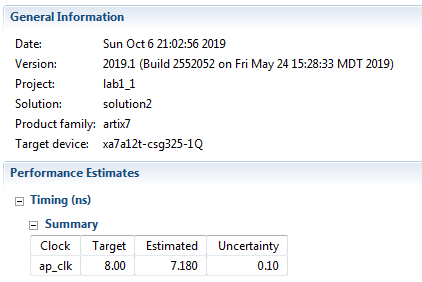 General Information
Date: Sun Oct 6 21:02:56 2019
Version: 2019.1 (Build 2552052 on Fri May 24 15:28:33 MDT 2019)
Project: lab1_1
Solution: solution2
Product family: artix7
Target device: xa7a12t-csg325-1Q
Performance Estimates
Timing (ns)
Summary
Clock Target Estimated Uncertainty
ap_clk 8.00 7.180 0.10